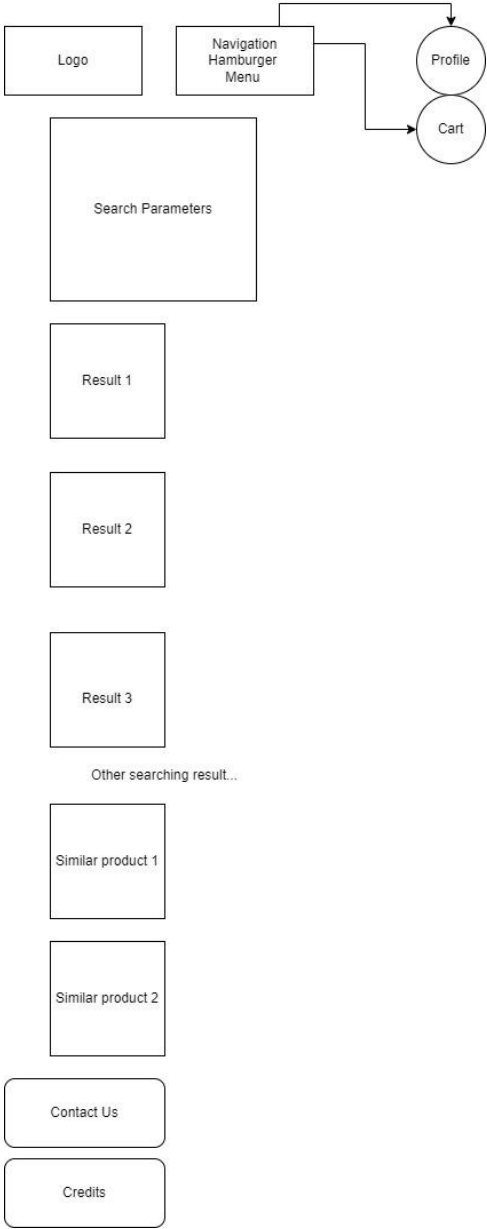 Logo
Navigation
Hamburger
Menu
Profile
Cart
Search Parameters
Result 1
Result 2
Result 3
Other searching result...
Similar product 1
Similar product 2
Contact Us
Credits